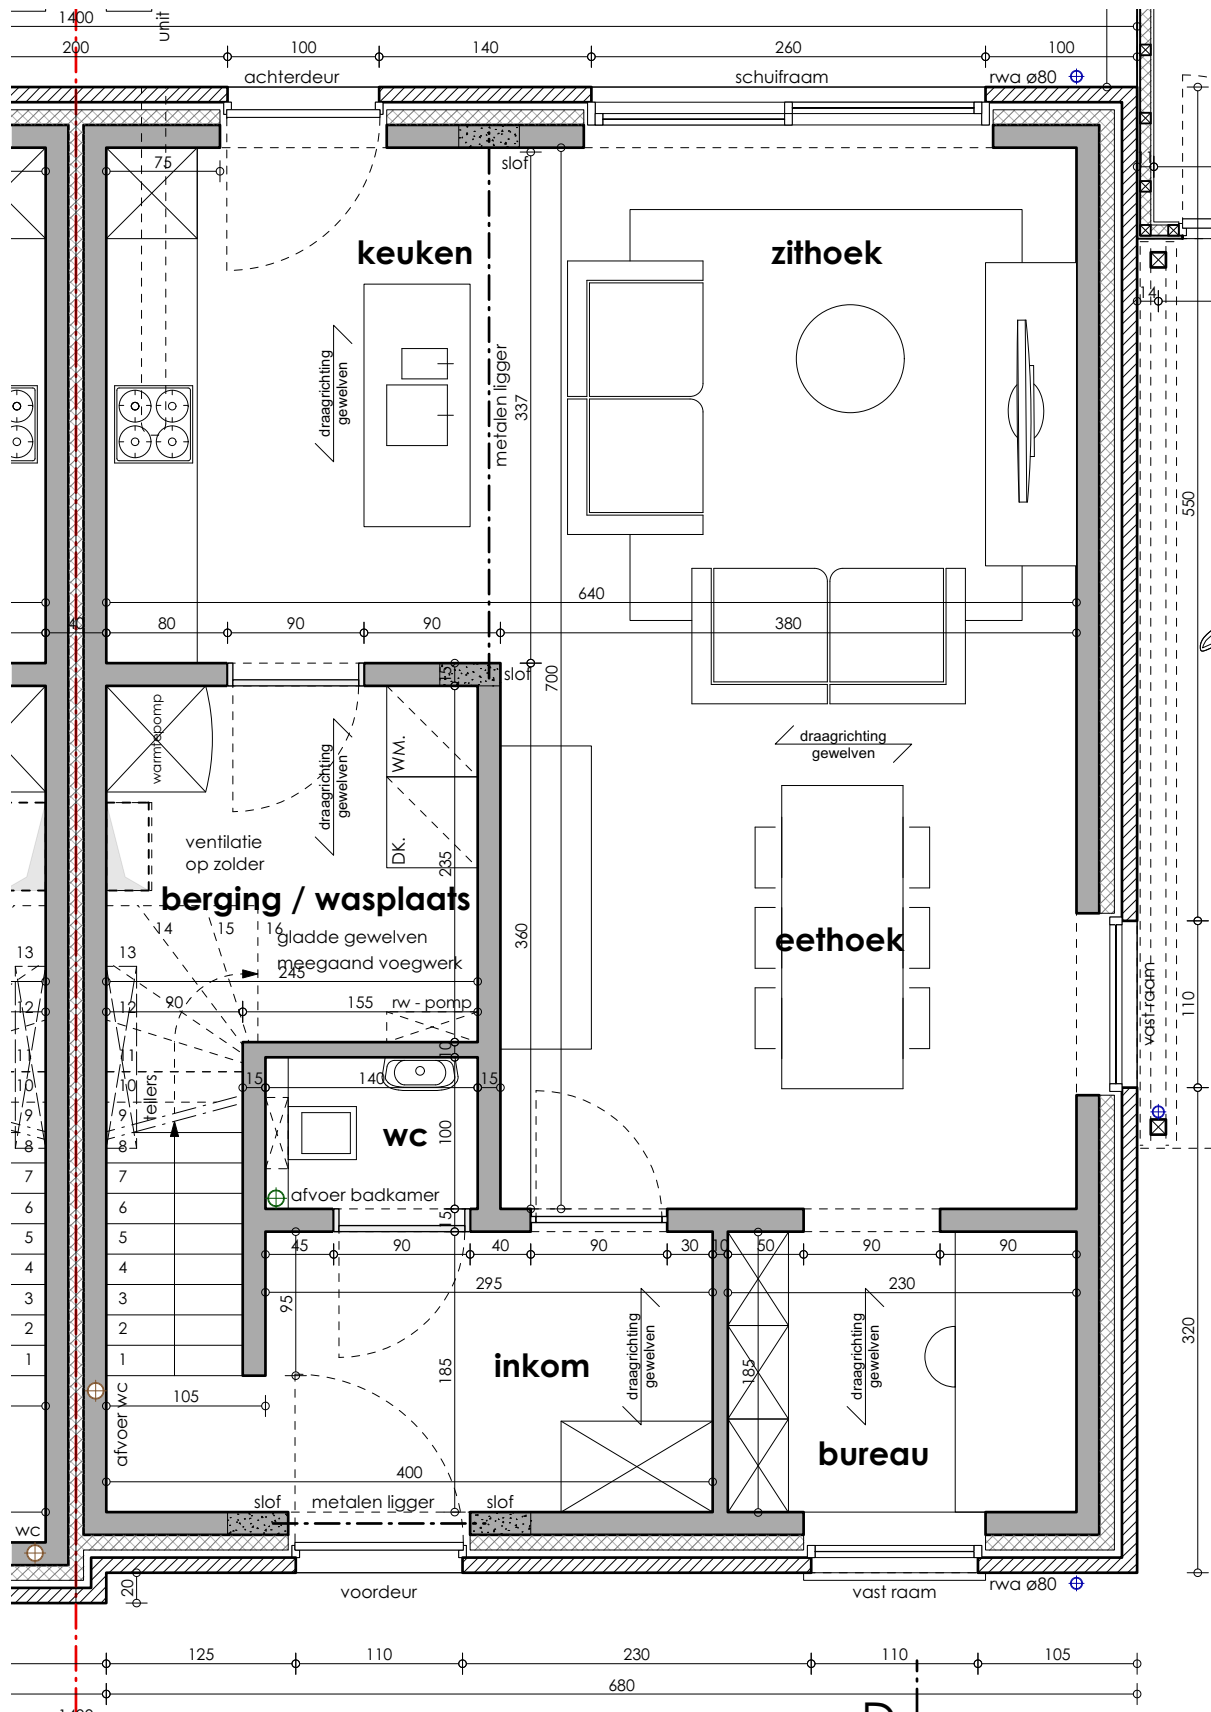 1400
unit
200
100
140
260
100
achterdeur
schuifraam
rwa ø80
75
slof
keuken
zithoek
14
draagrichting
gewelven
metalen ligger
337
550
640
40
80
90
90
380
15
slof
700
warmtepomp
WM.
draagrichting
gewelven
draagrichting
gewelven
ventilatie
op zolder
DK.
235
berging / wasplaats
14
15
16
gladde gewelven
360
eethoek
13
13
meegaand voegwerk
245
vast raam
110
12
12
90
155
rw - pomp
11
11
10
10
10
tellers
15
140
15
9
9
100
wc
8
8
7
7
6
6
afvoer badkamer
15
5
5
45
90
40
90
30
10
50
90
90
4
4
295
230
3
3
95
320
2
2
draagrichting
gewelven
draagrichting
gewelven
1
1
185
inkom
185
105
afvoer wc
bureau
400
slof
metalen ligger
slof
wc
20
voordeur
vast raam
rwa ø80
125
110
230
110
105
680